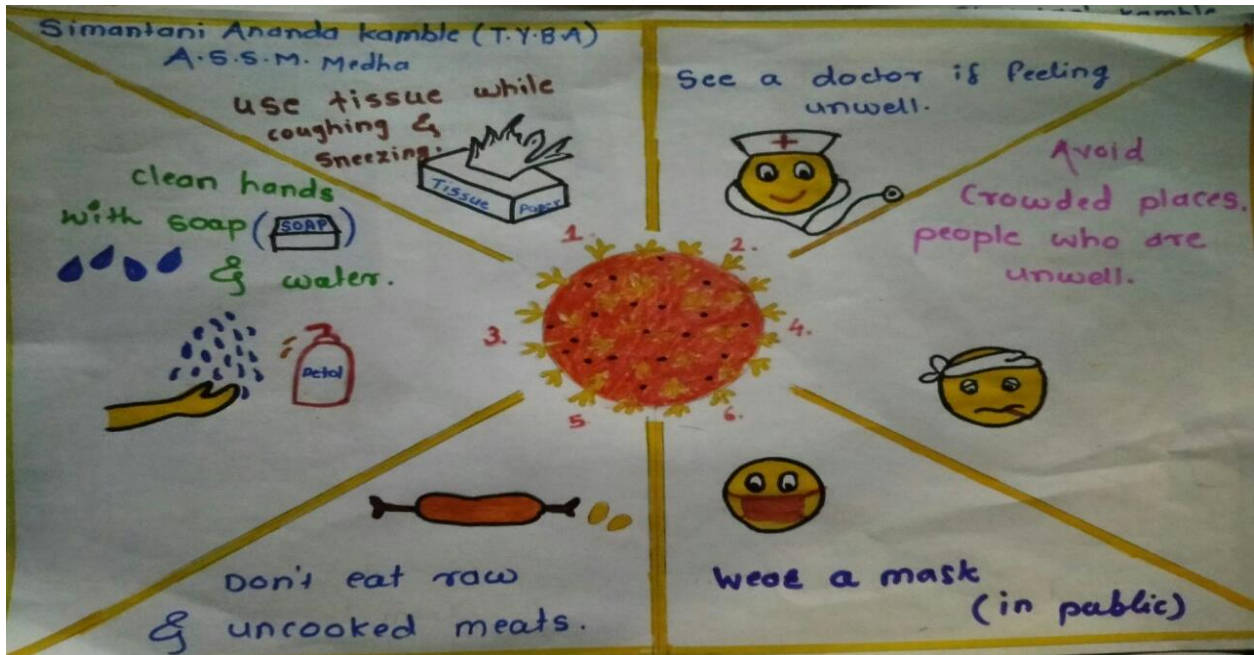 Simantani Ananda kamble (T.Y.B.A)
A.S.S.M. Medha
use tissue while
coughing &
sneezing.
Tissue Paper
1.
See a doctor if feeling
unwell.
2.
clean hands
with soap (SOAP)
& water.
3.
Detol
Avoid
Crowded places,
people who are
unwell.
4.
5.
Don't eat raw
& uncooked meats.
6.
Wear a mask
(in public)